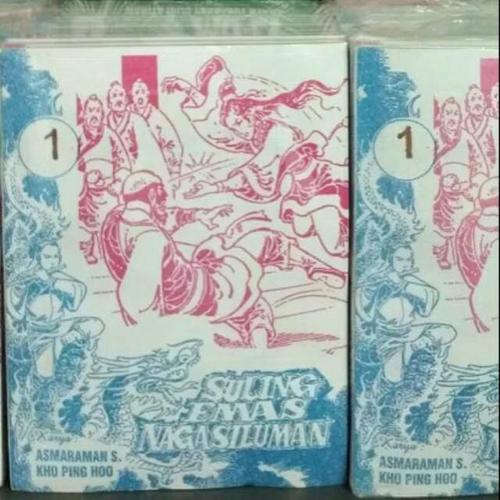 1
SULING
EMAS
NAGASILUMAN
Karya
ASMARAMAN S.
KHO PING HOO
1
Karya
ASMARAMAN S.
KHO PING HOO